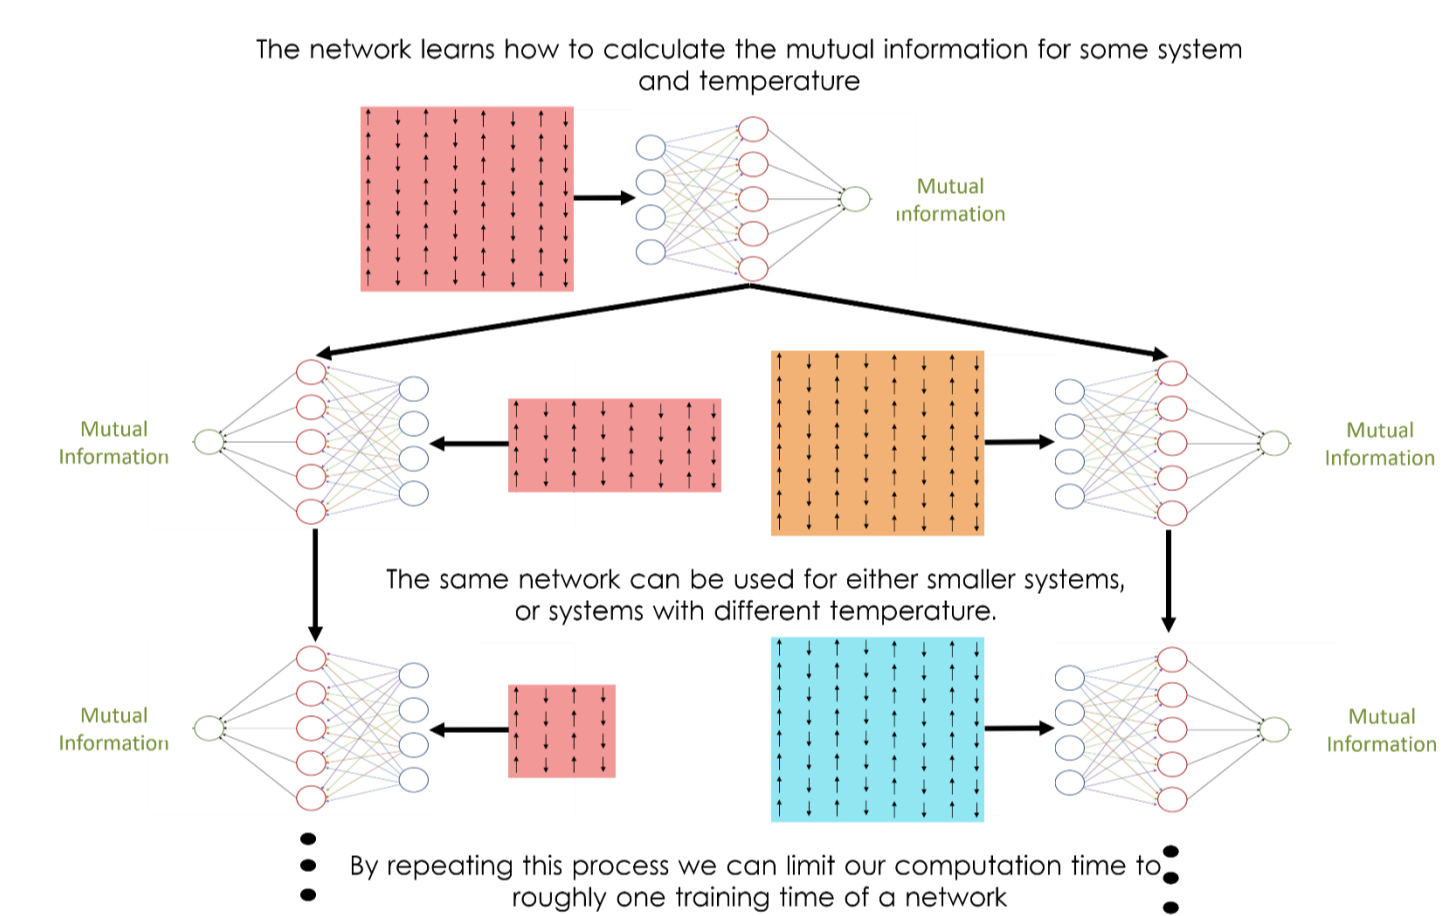 The network learns how to calculate the mutual information for some system
and temperature
Mutual
Information
Mutual
Information
Mutual
Information
The same network can be used for either smaller systems,
or systems with different temperature.
Mutual
Information
Mutual
Information
By repeating this process we can limit our computation time to
roughly one training time of a network